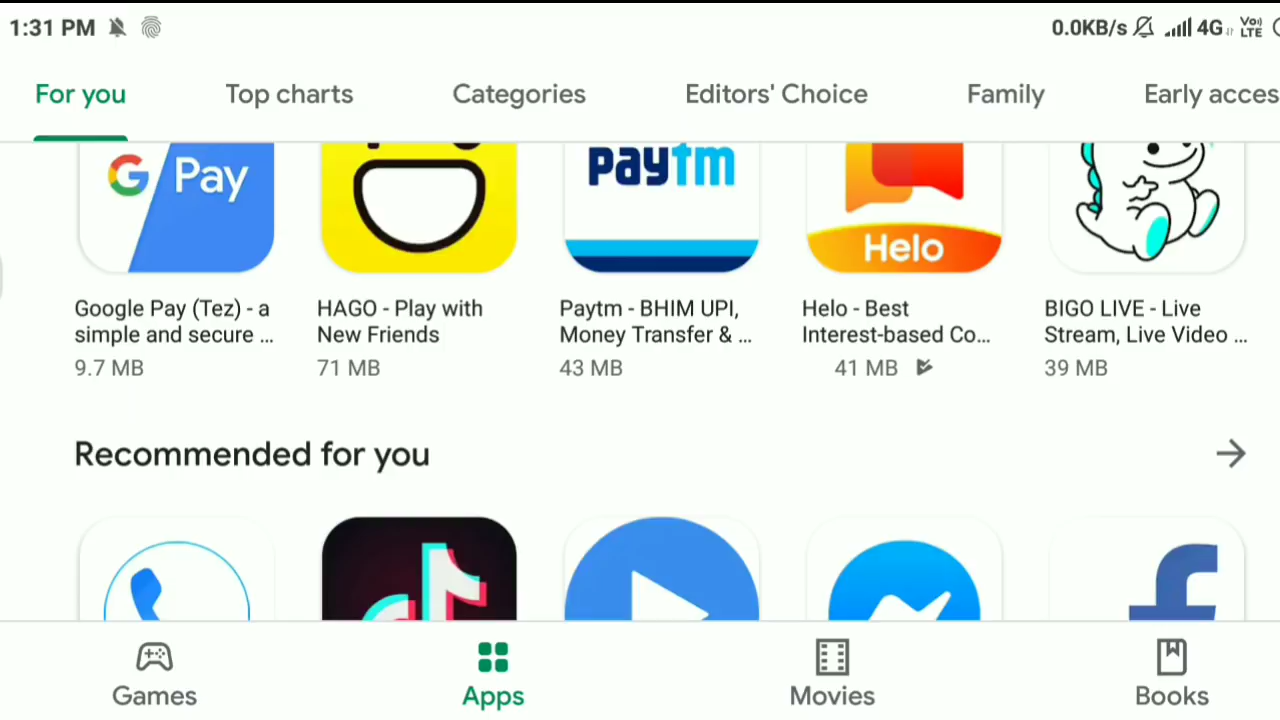 1:31 PM 0.0KB/s 4G Vo) LTE
For you Top charts Categories Editors' Choice Family Early acces
G Pay paytm Helo
Google Pay (Tez) - a
simple and secure ...
9.7 MB
HAGO - Play with
New Friends
71 MB
Paytm - BHIM UPI,
Money Transfer & ...
43 MB
Helo - Best
Interest-based Co...
41 MB
BIGO LIVE - Live
Stream, Live Video ...
39 MB
Recommended for you
f
Games Apps Movies Books